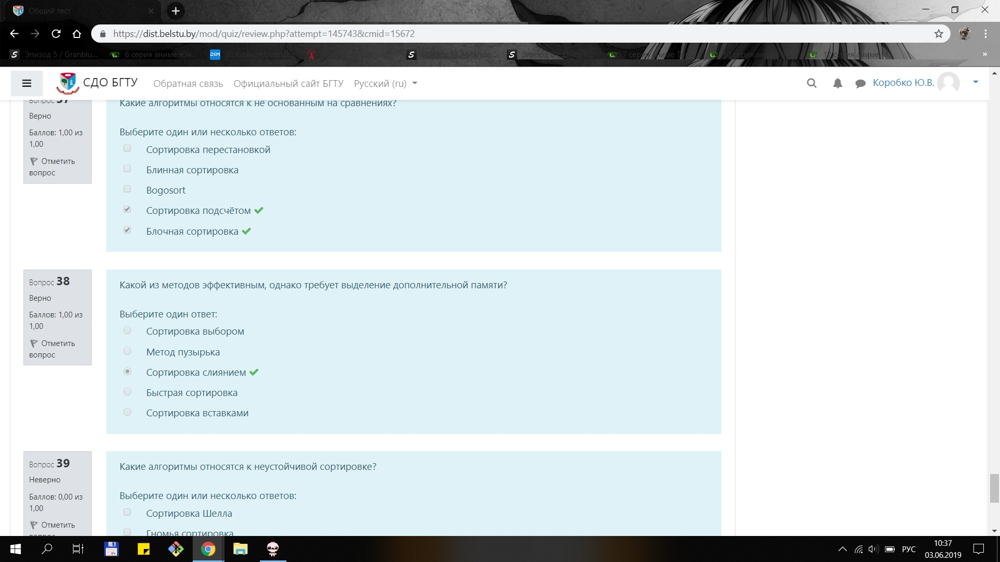 Общий тест
https://dist.belstu.by/mod/quiz/review.php?attempt=145743&cmid=15672
Эпизод 5 / Granblu... 6 серия аниме Юн... DSM diskstation.belstu.by 7 серия аниме 10 серия аниме 12 серия аниме »
СДО БГТУ Обратная связь Официальный сайт БГТУ Русский (ru) Коробко Ю.В.
Вопрос 37
Верно
Баллов: 1,00 из
1,00
Отметить
вопрос
Какие алгоритмы относятся к не основанным на сравнениях?
Выберите один или несколько ответов:
Сортировка перестановкой
Блинная сортировка
Bogosort
Сортировка подсчётом
Блочная сортировка
Вопрос 38
Верно
Баллов: 1,00 из
1,00
Отметить
вопрос
Какой из методов эффективным, однако требует выделение дополнительной памяти?
Выберите один ответ:
Сортировка выбором
Метод пузырька
Сортировка слиянием
Быстрая сортировка
Сортировка вставками
Вопрос 39
Неверно
Баллов: 0,00 из
1,00
Отметить
вопрос
Какие алгоритмы относятся к неустойчивой сортировке?
Выберите один или несколько ответов:
Сортировка Шелла
Гномья сортировка
64
РУС
10:37
03.06.2019